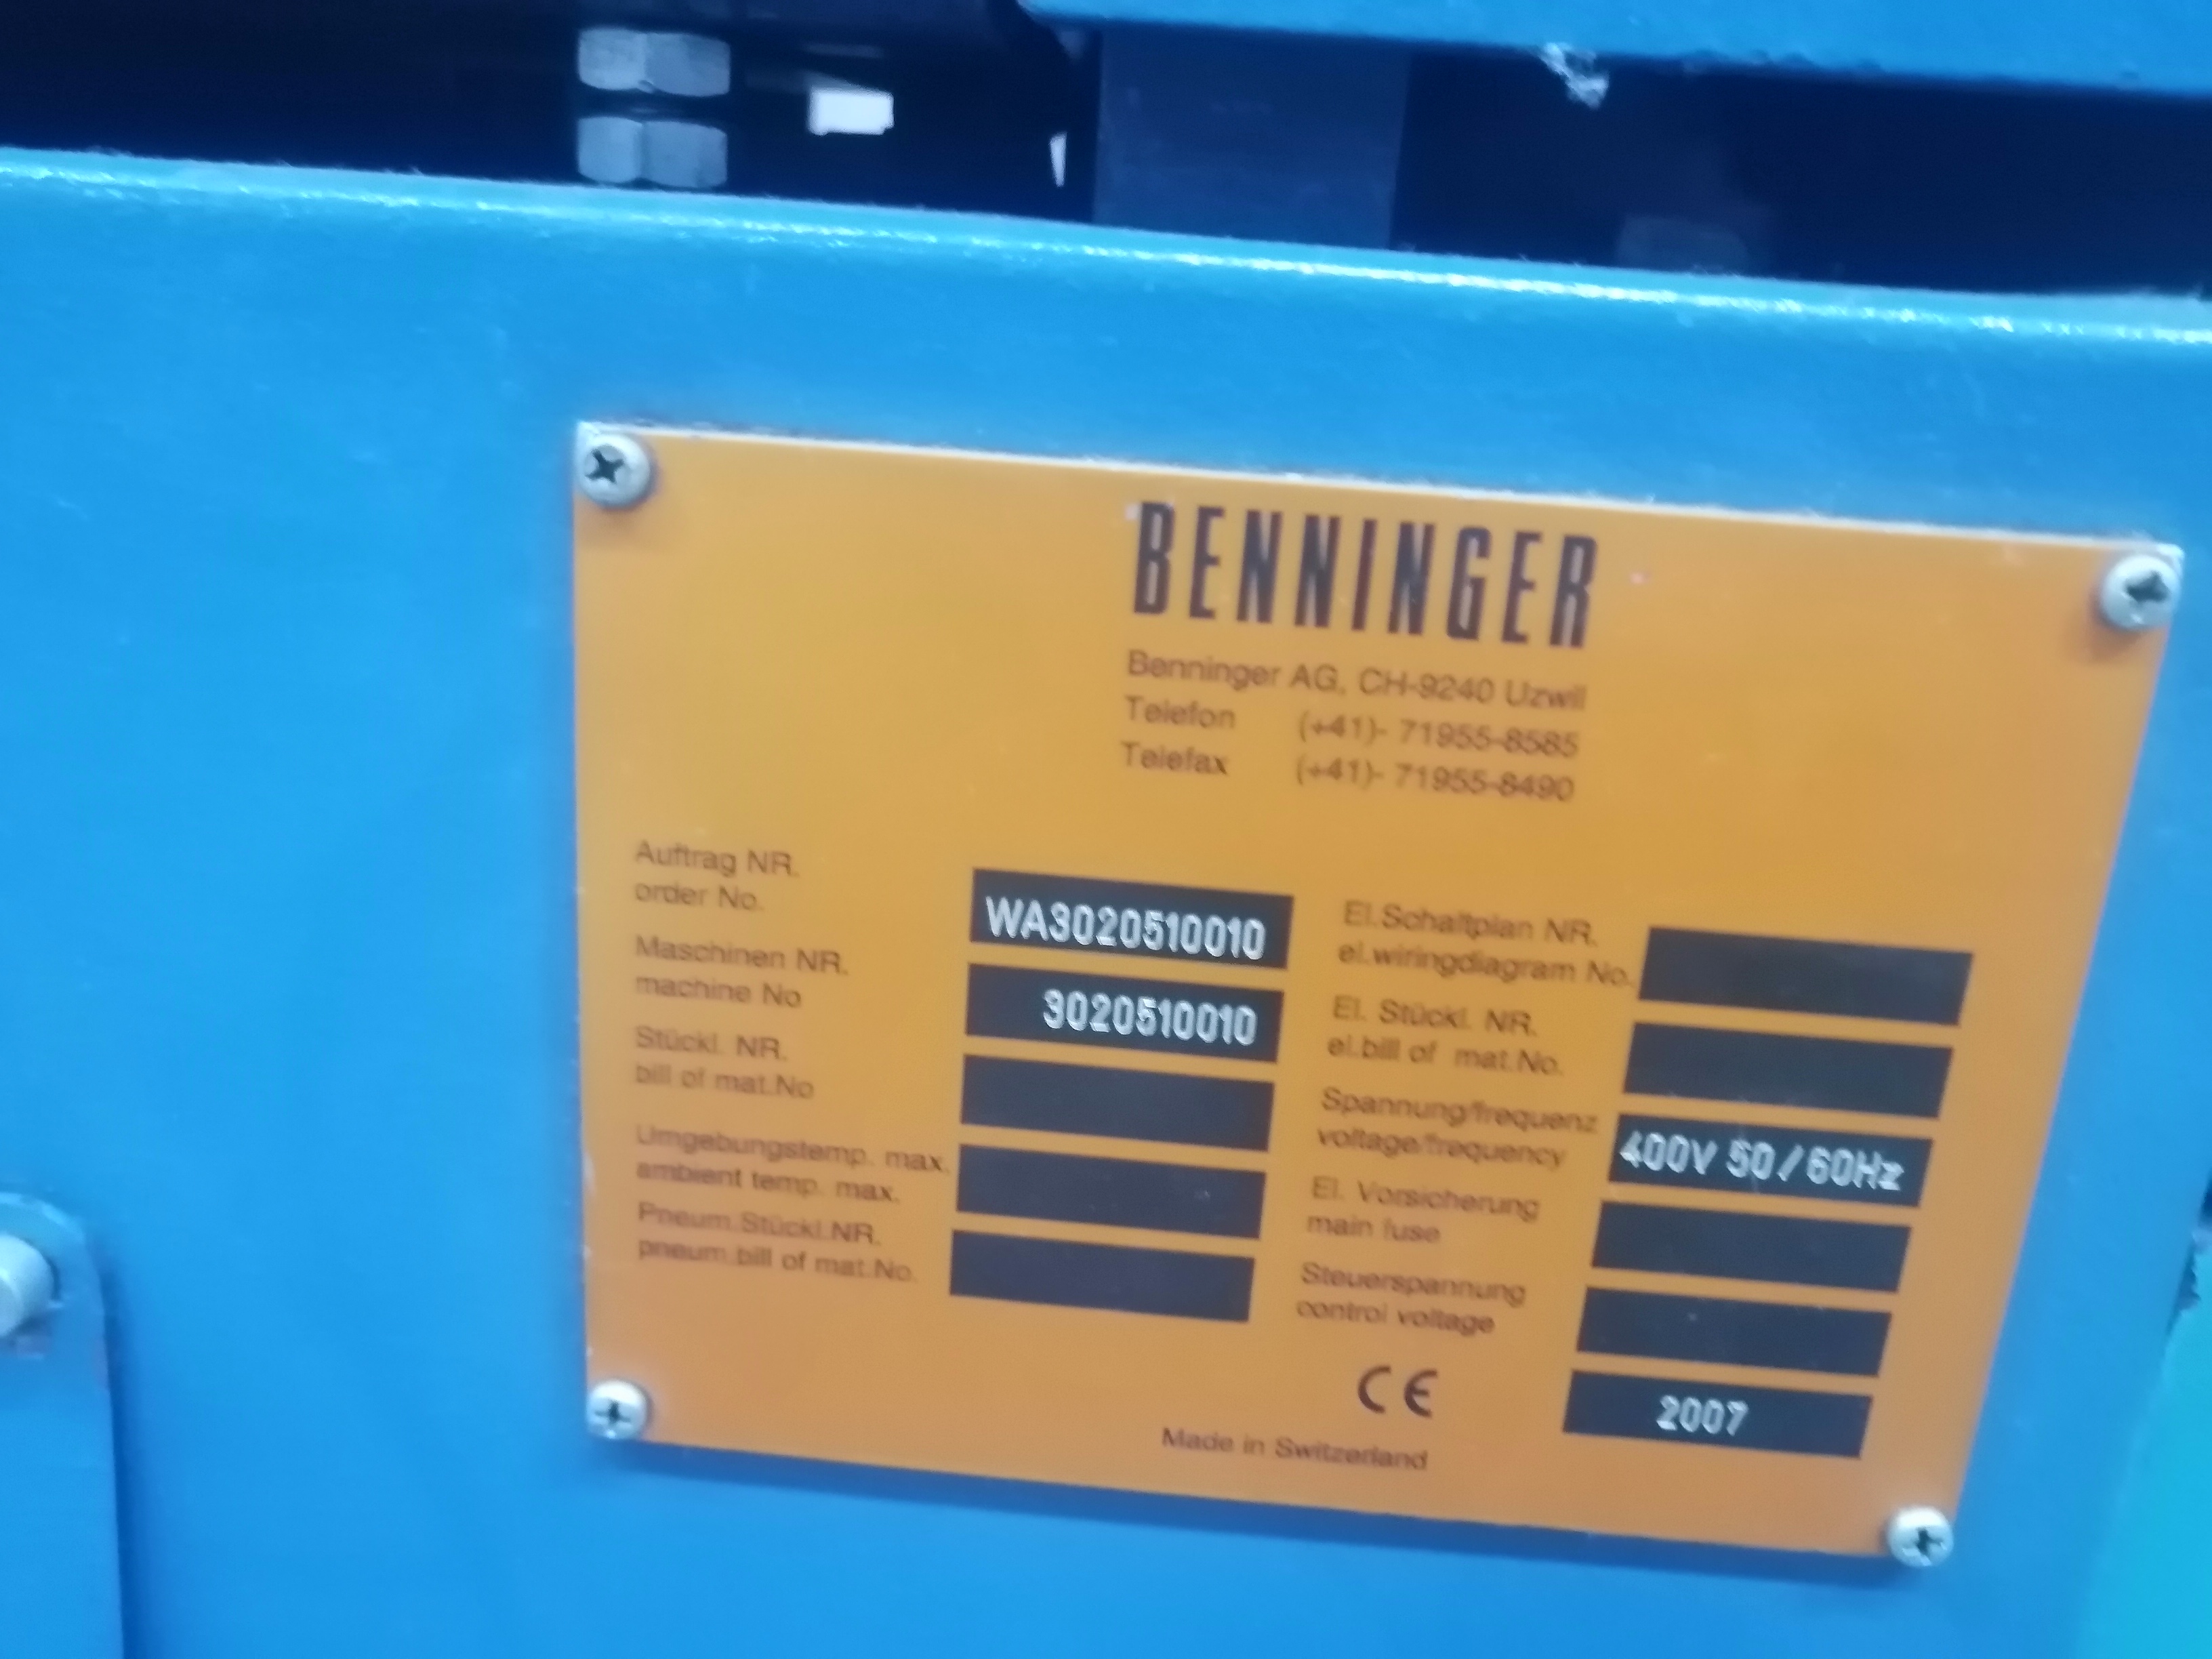 BENNINGER
Benninger AG, CH-9240 Uzwil
Telefon (+41)- 71955-8585
Telefax (+41)- 71955-8490
Auftrag NR.
order No.
WA3020510010
Maschinen NR.
machine No
3020510010
Stückl. NR.
bill of mat.No
Umgebungstemp. max.
ambient temp. max.
Pneum.Stückl.NR.
pneum.bill of mat.No.
El.Schaltplan NR.
el.wiringdiagram No.
El. Stückl. NR.
el.bill of mat.No.
Spannung/frequenz
voltage/frequency
400V 50/60Hz
El. Vorsicherung
main fuse
Steuerspannung
control voltage
CE
2007
Made in Switzerland